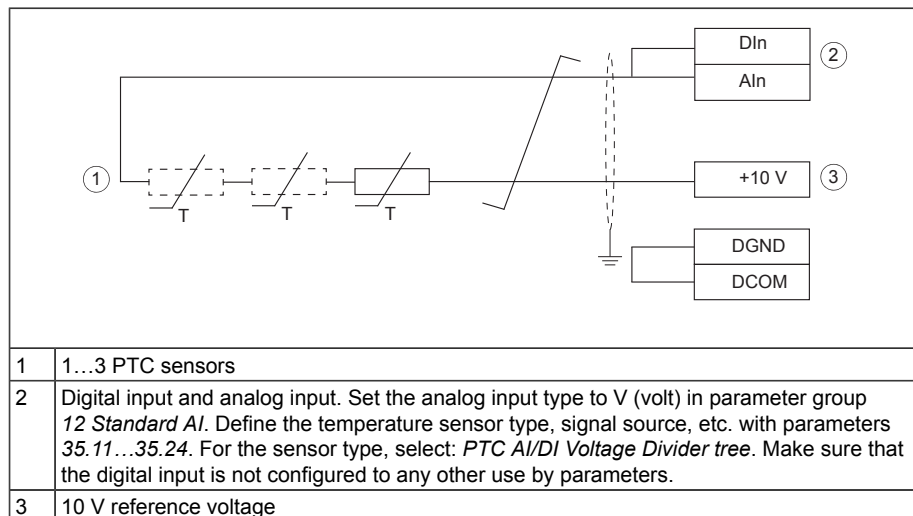 DIn
2
AIn
1
T
T
T
+10 V
3
DGND
DCOM
1 1…3 PTC sensors
2 Digital input and analog input. Set the analog input type to V (volt) in parameter group
12 Standard AI. Define the temperature sensor type, signal source, etc. with parameters
35.11…35.24. For the sensor type, select: PTC AI/DI Voltage Divider tree. Make sure that
the digital input is not configured to any other use by parameters.
3 10 V reference voltage